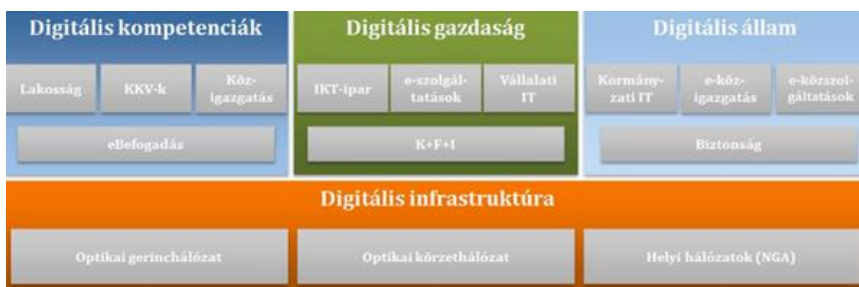 Digitális kompetenciák
Lakosság
KKV-k
Köz-
igazgatás
eBefogadás
Digitális gazdaság
IKT-ipar
e-szolgál-
tatások
Vállalati
IT
K+F+I
Digitális állam
Kormány-
zati IT
e-köz-
igazgatás
e-közszol-
gáltatások
Biztonság
Digitális infrastruktúra
Optikai gerinchálózat
Optikai körzethálózat
Helyi hálózatok (NGA)